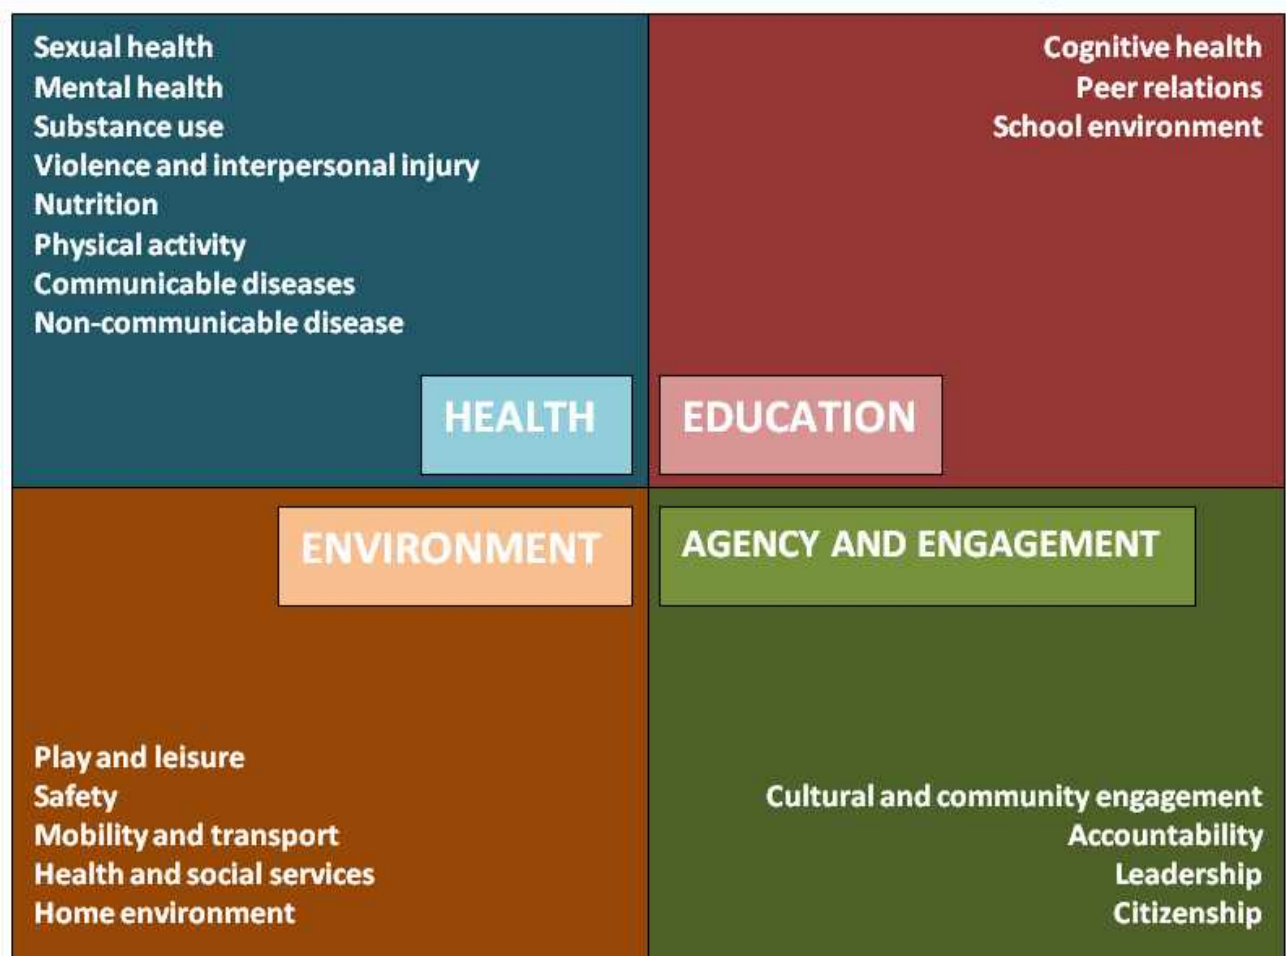 Sexual health
Mental health
Substance use
Violence and interpersonal injury
Nutrition
Physical activity
Communicable diseases
Non-communicable disease
HEALTH
Cognitive health
Peer relations
School environment
EDUCATION
ENVIRONMENT
Play and leisure
Safety
Mobility and transport
Health and social services
Home environment
AGENCY AND ENGAGEMENT
Cultural and community engagement
Accountability
Leadership
Citizenship